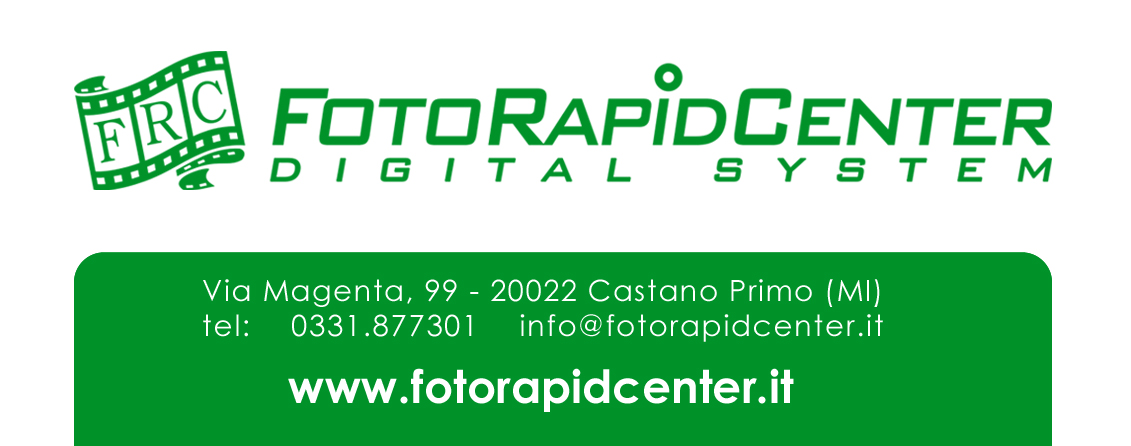 FRC
FOTORAPIDCENTER
DIGITAL SYSTEM
Via Magenta, 99 - 20022 Castano Primo (MI)
tel: 0331.877301 info@fotorapidcenter.it
www.fotorapidcenter.it